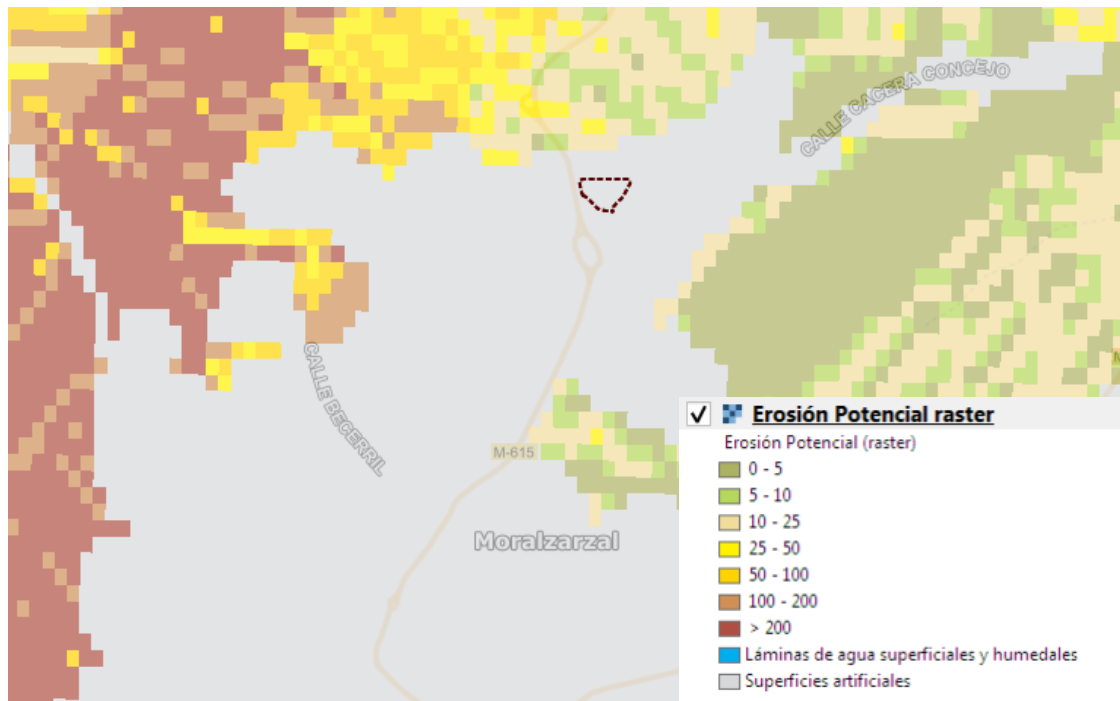 CALLE CACERA CONCEJO
CALLE BECERRIL
M-615
Moralzarzal
Erosión Potencial raster
Erosión Potencial (raster)
0 - 5
5 - 10
10 - 25
25 - 50
50 - 100
100 - 200
> 200
Láminas de agua superficiales y humedales
Superficies artificiales